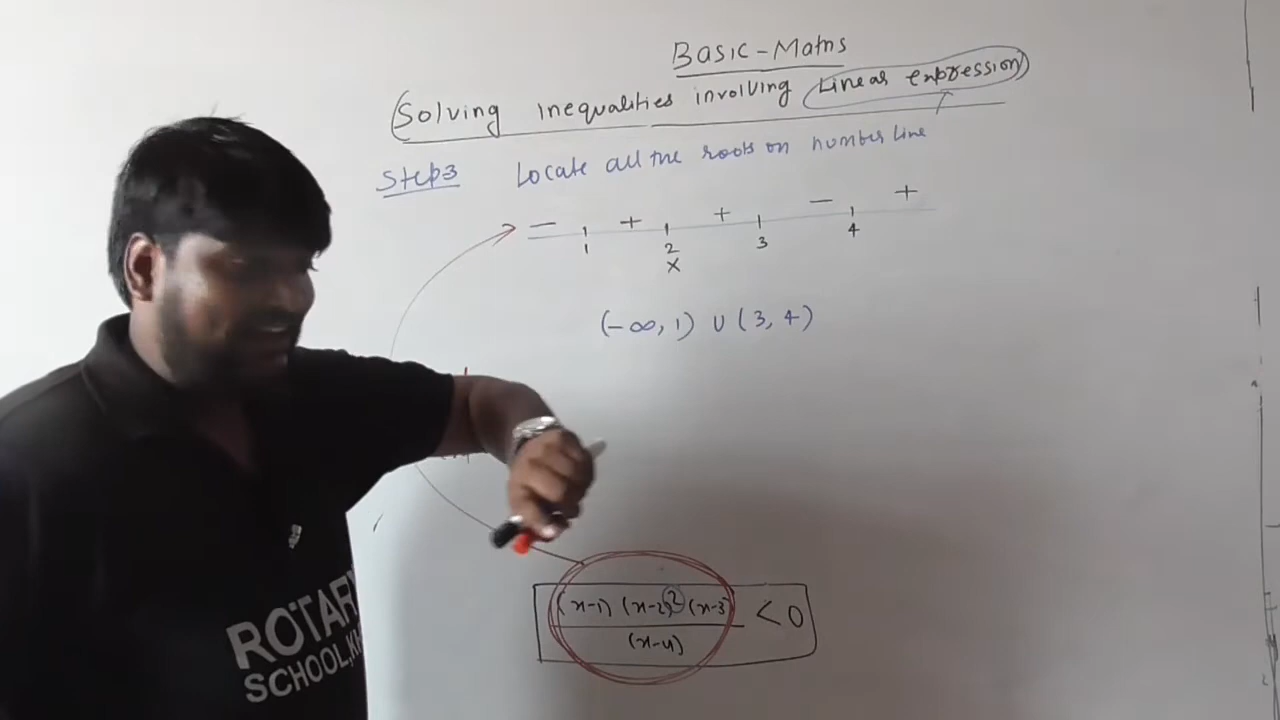 Basic-Maths
(Solving inequalities involving Linear expression)
Step3 Locate all the roots on number line
− + + − +
1 2 3 4
x
(-∞, 1) ∪ (3, 4)
(x-1) (x-2)² (x-3) < 0
(x-4)
ROTARY
SCHOOL, KH